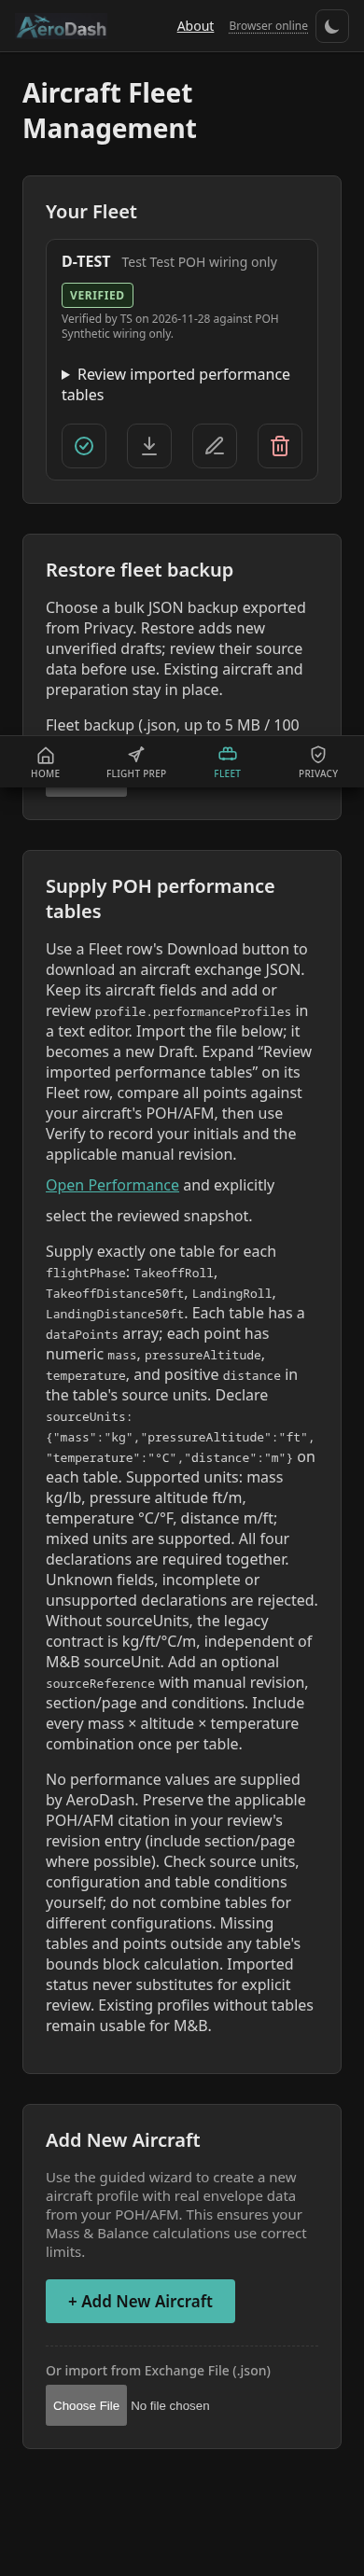 AeroDash
About
Browser online
Aircraft Fleet
Management
Your Fleet
D-TEST Test Test POH wiring only
VERIFIED
Verified by TS on 2026-11-28 against POH
Synthetic wiring only.
▶ Review imported performance
tables
Restore fleet backup
Choose a bulk JSON backup exported
from Privacy. Restore adds new
unverified drafts; review their source
data before use. Existing aircraft and
preparation stay in place.
Fleet backup (.json, up to 5 MB / 100
HOME
FLIGHT PREP
FLEET
PRIVACY
Supply POH performance
tables
Use a Fleet row's Download button to
download an aircraft exchange JSON.
Keep its aircraft fields and add or
review profile.performanceProfiles in
a text editor. Import the file below; it
becomes a new Draft. Expand “Review
imported performance tables” on its
Fleet row, compare all points against
your aircraft's POH/AFM, then use
Verify to record your initials and the
applicable manual revision.
Open Performance and explicitly
select the reviewed snapshot.
Supply exactly one table for each
flightPhase: TakeoffRoll,
TakeoffDistance50ft, LandingRoll,
LandingDistance50ft. Each table has a
dataPoints array; each point has
numeric mass, pressureAltitude,
temperature, and positive distance in
the table's source units. Declare
sourceUnits:
{"mass":"kg","pressureAltitude":"ft",
"temperature":"°C","distance":"m"} on
each table. Supported units: mass
kg/lb, pressure altitude ft/m,
temperature °C/°F, distance m/ft;
mixed units are supported. All four
declarations are required together.
Unknown fields, incomplete or
unsupported declarations are rejected.
Without sourceUnits, the legacy
contract is kg/ft/°C/m, independent of
M&B sourceUnit. Add an optional
sourceReference with manual revision,
section/page and conditions. Include
every mass × altitude × temperature
combination once per table.
No performance values are supplied
by AeroDash. Preserve the applicable
POH/AFM citation in your review's
revision entry (include section/page
where possible). Check source units,
configuration and table conditions
yourself; do not combine tables for
different configurations. Missing
tables and points outside any table's
bounds block calculation. Imported
status never substitutes for explicit
review. Existing profiles without tables
remain usable for M&B.
Add New Aircraft
Use the guided wizard to create a new
aircraft profile with real envelope data
from your POH/AFM. This ensures your
Mass & Balance calculations use correct
limits.
+ Add New Aircraft
Or import from Exchange File (.json)
Choose File No file chosen